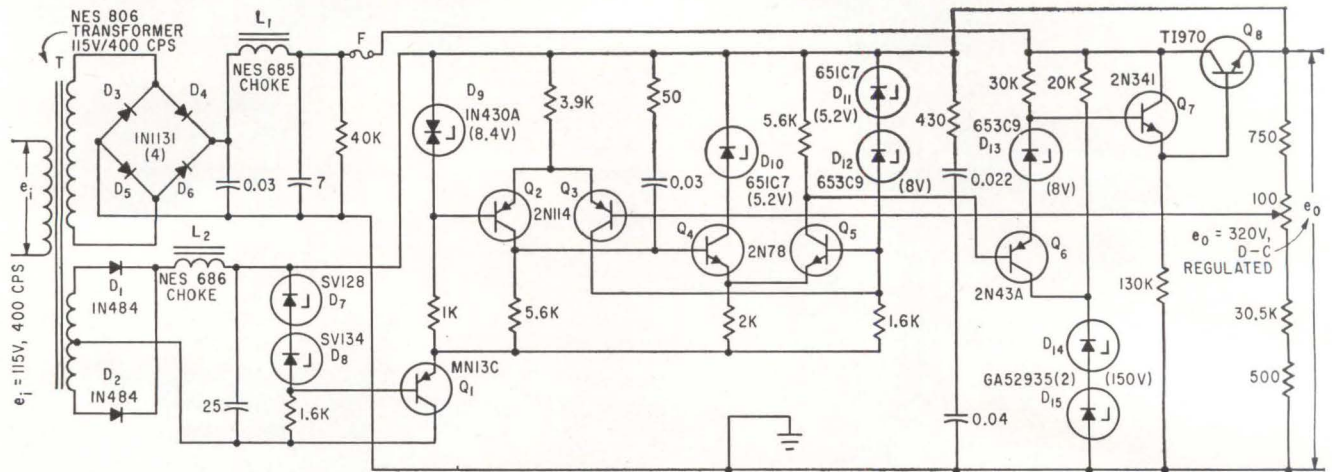 NES 806
TRANSFORMER
115V/400 CPS
T
L₁
NES 685
CHOKE
F
D₃
D₄
1N1131
(4)
D₅
D₆
0.03
7
40K
eᵢ
eᵢ = 115V, 400 CPS
L₂
NES 686
CHOKE
D₁
1N484
D₂
1N484
25
SV128
D₇
SV134
D₈
1.6K
MN13C
Q₁
D₉
1N430A
(8.4V)
1K
3.9K
Q₂
Q₃
2N114
5.6K
50
0.03
D₁₀
651C7
(5.2V)
Q₄
2N78
Q₅
2K
5.6K
651C7
D₁₁
(5.2V)
D₁₂
653C9
(8V)
1.6K
430
0.022
0.04
30K
653C9
D₁₃
(8V)
Q₆
2N43A
20K
D₁₄
GA52935(2)
(150V)
D₁₅
2N341
Q₇
130K
TI970
Q₈
750
100
e₀
e₀ = 320V,
D-C
REGULATED
30.5K
500